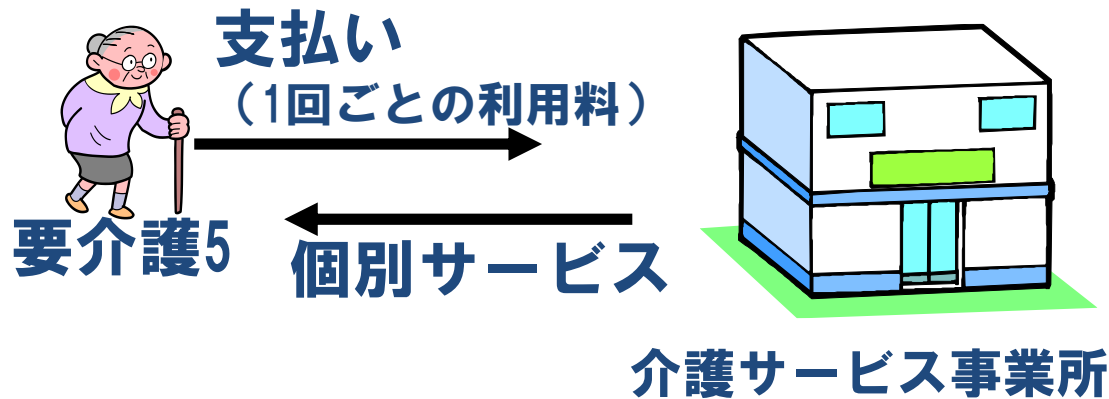 支払い
（1回ごとの利用料）
要介護5
個別サービス
介護サービス事業所